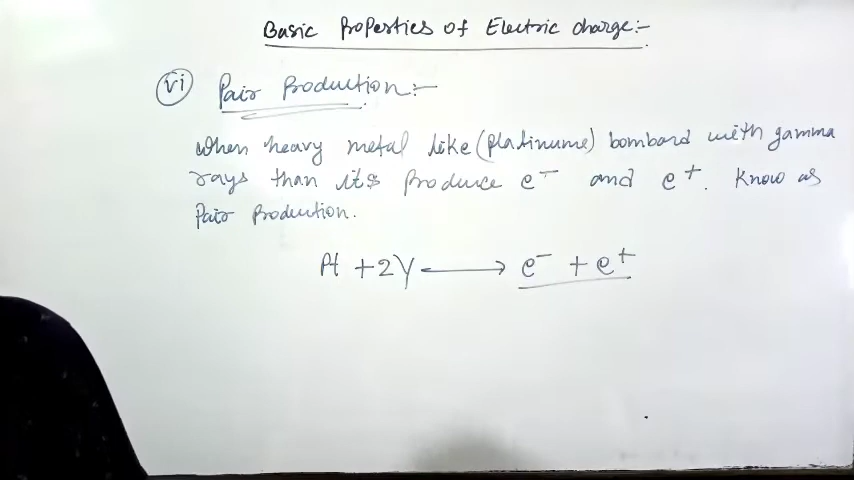 Basic Properties of Electric charge:-
(vi) Pair Production:-
when heavy metal like (platinume) bombard with gamma
rays than its produce e⁻ and e⁺. Know as
Pair Production.
Pt + 2γ ⟶ e⁻ + e⁺